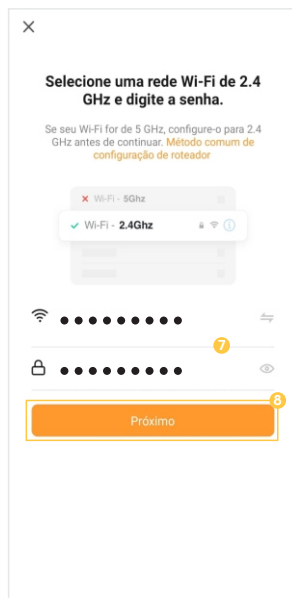 Selecione uma rede Wi-Fi de 2.4
GHz e digite a senha.
Se seu Wi-Fi for de 5 GHz, configure-o para 2.4
GHz antes de continuar. Método comum de
configuração de roteador
Wi-Fi - 5Ghz
Wi-Fi - 2.4Ghz
7
8
Próximo